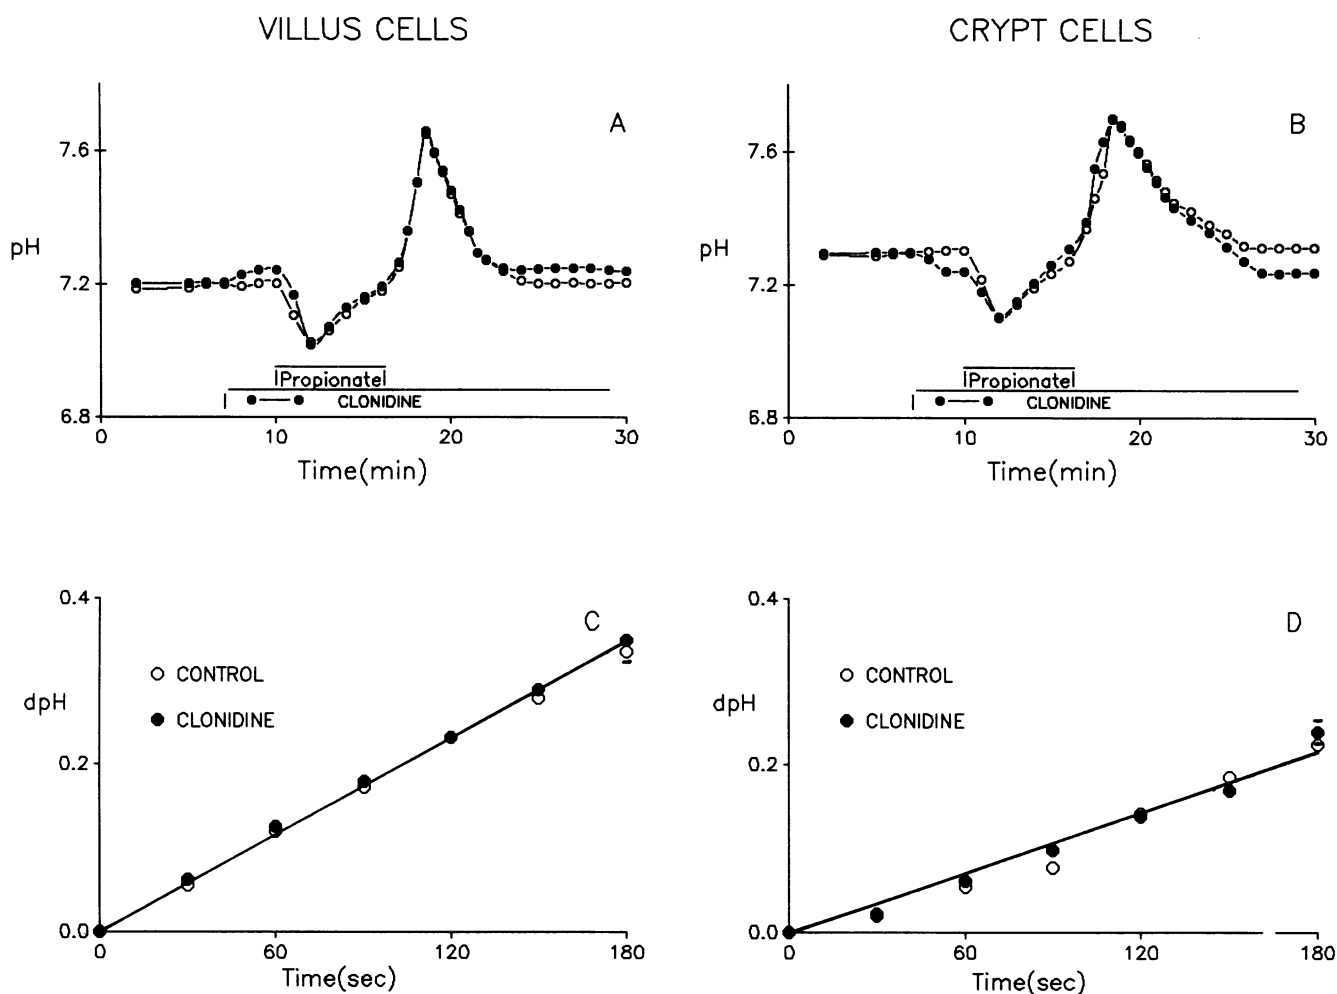 VILLUS CELLS
CRYPT CELLS
A
7.6
pH
7.2
6.8
Propionate
CLONIDINE
0
10
20
30
Time(min)
B
7.6
pH
7.2
6.8
Propionate
CLONIDINE
0
10
20
30
Time(min)
C
0.4
CONTROL
dpH
CLONIDINE
0.2
0.0
0
60
120
180
Time(sec)
D
0.4
CONTROL
dpH
CLONIDINE
0.2
0.0
0
60
120
180
Time(sec)